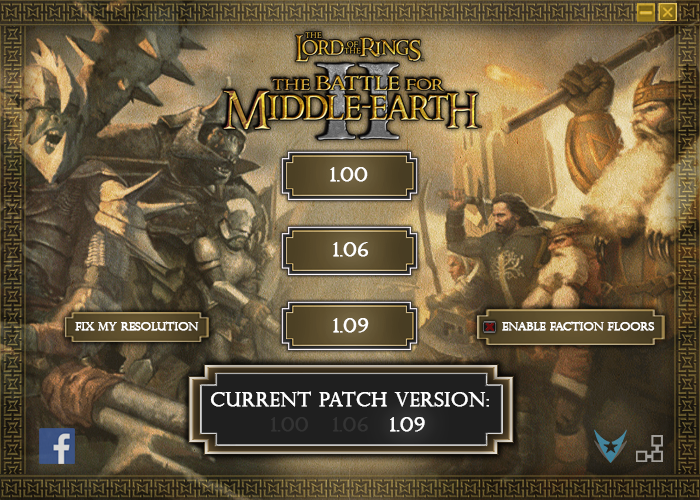 THE
LORD OF THE RINGS
II
THE BATTLE FOR
MIDDLE-EARTH
1.00
1.06
1.09
FIX MY RESOLUTION
ENABLE FACTION FLOORS
CURRENT PATCH VERSION:
1.00 1.06 1.09
f